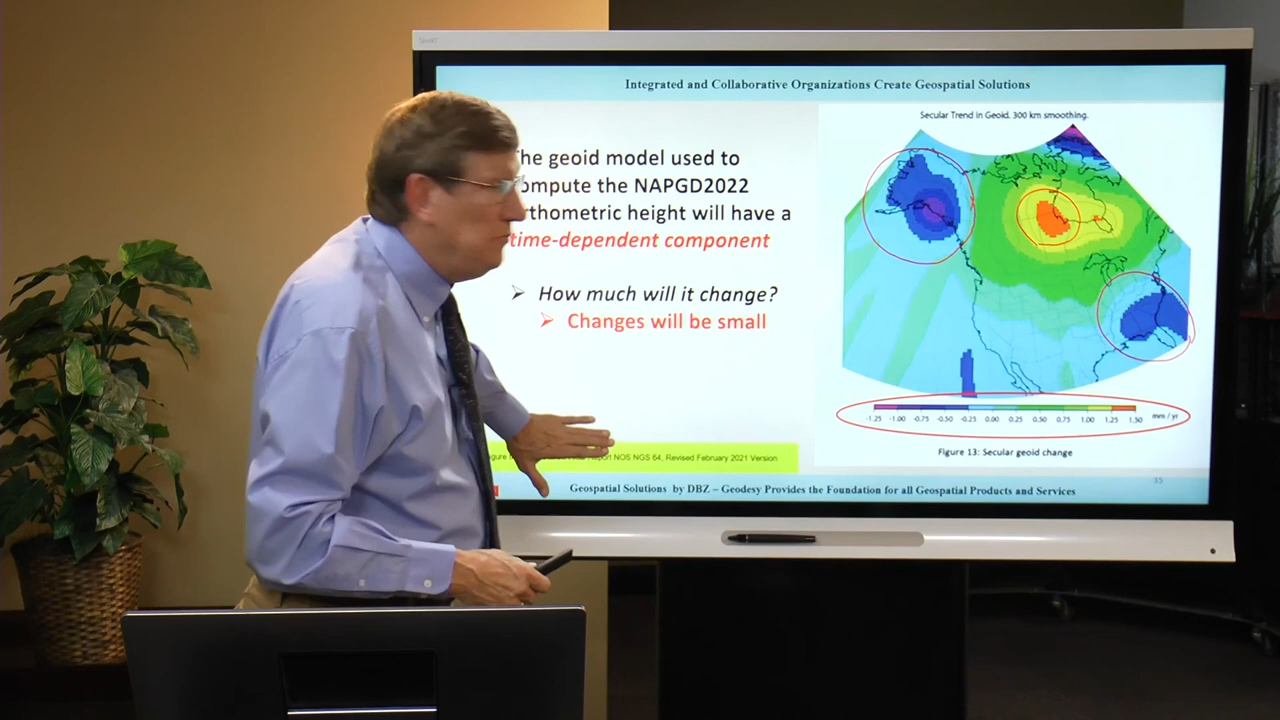 SMART
Integrated and Collaborative Organizations Create Geospatial Solutions
he geoid model used to
ompute the NAPGD2022
rthometric height will have a
time-dependent component
➢ How much will it change?
➢ Changes will be small
Secular Trend in Geoid. 300 km smoothing.
-1.25 -1.00 -0.75 -0.50 -0.25 0.00 0.25 0.50 0.75 1.00 1.25 1.50 mm / yr
Figure 13: Secular geoid change
Report NOS NGS 64, Revised February 2021 Version
35
Geospatial Solutions by DBZ – Geodesy Provides the Foundation for all Geospatial Products and Services